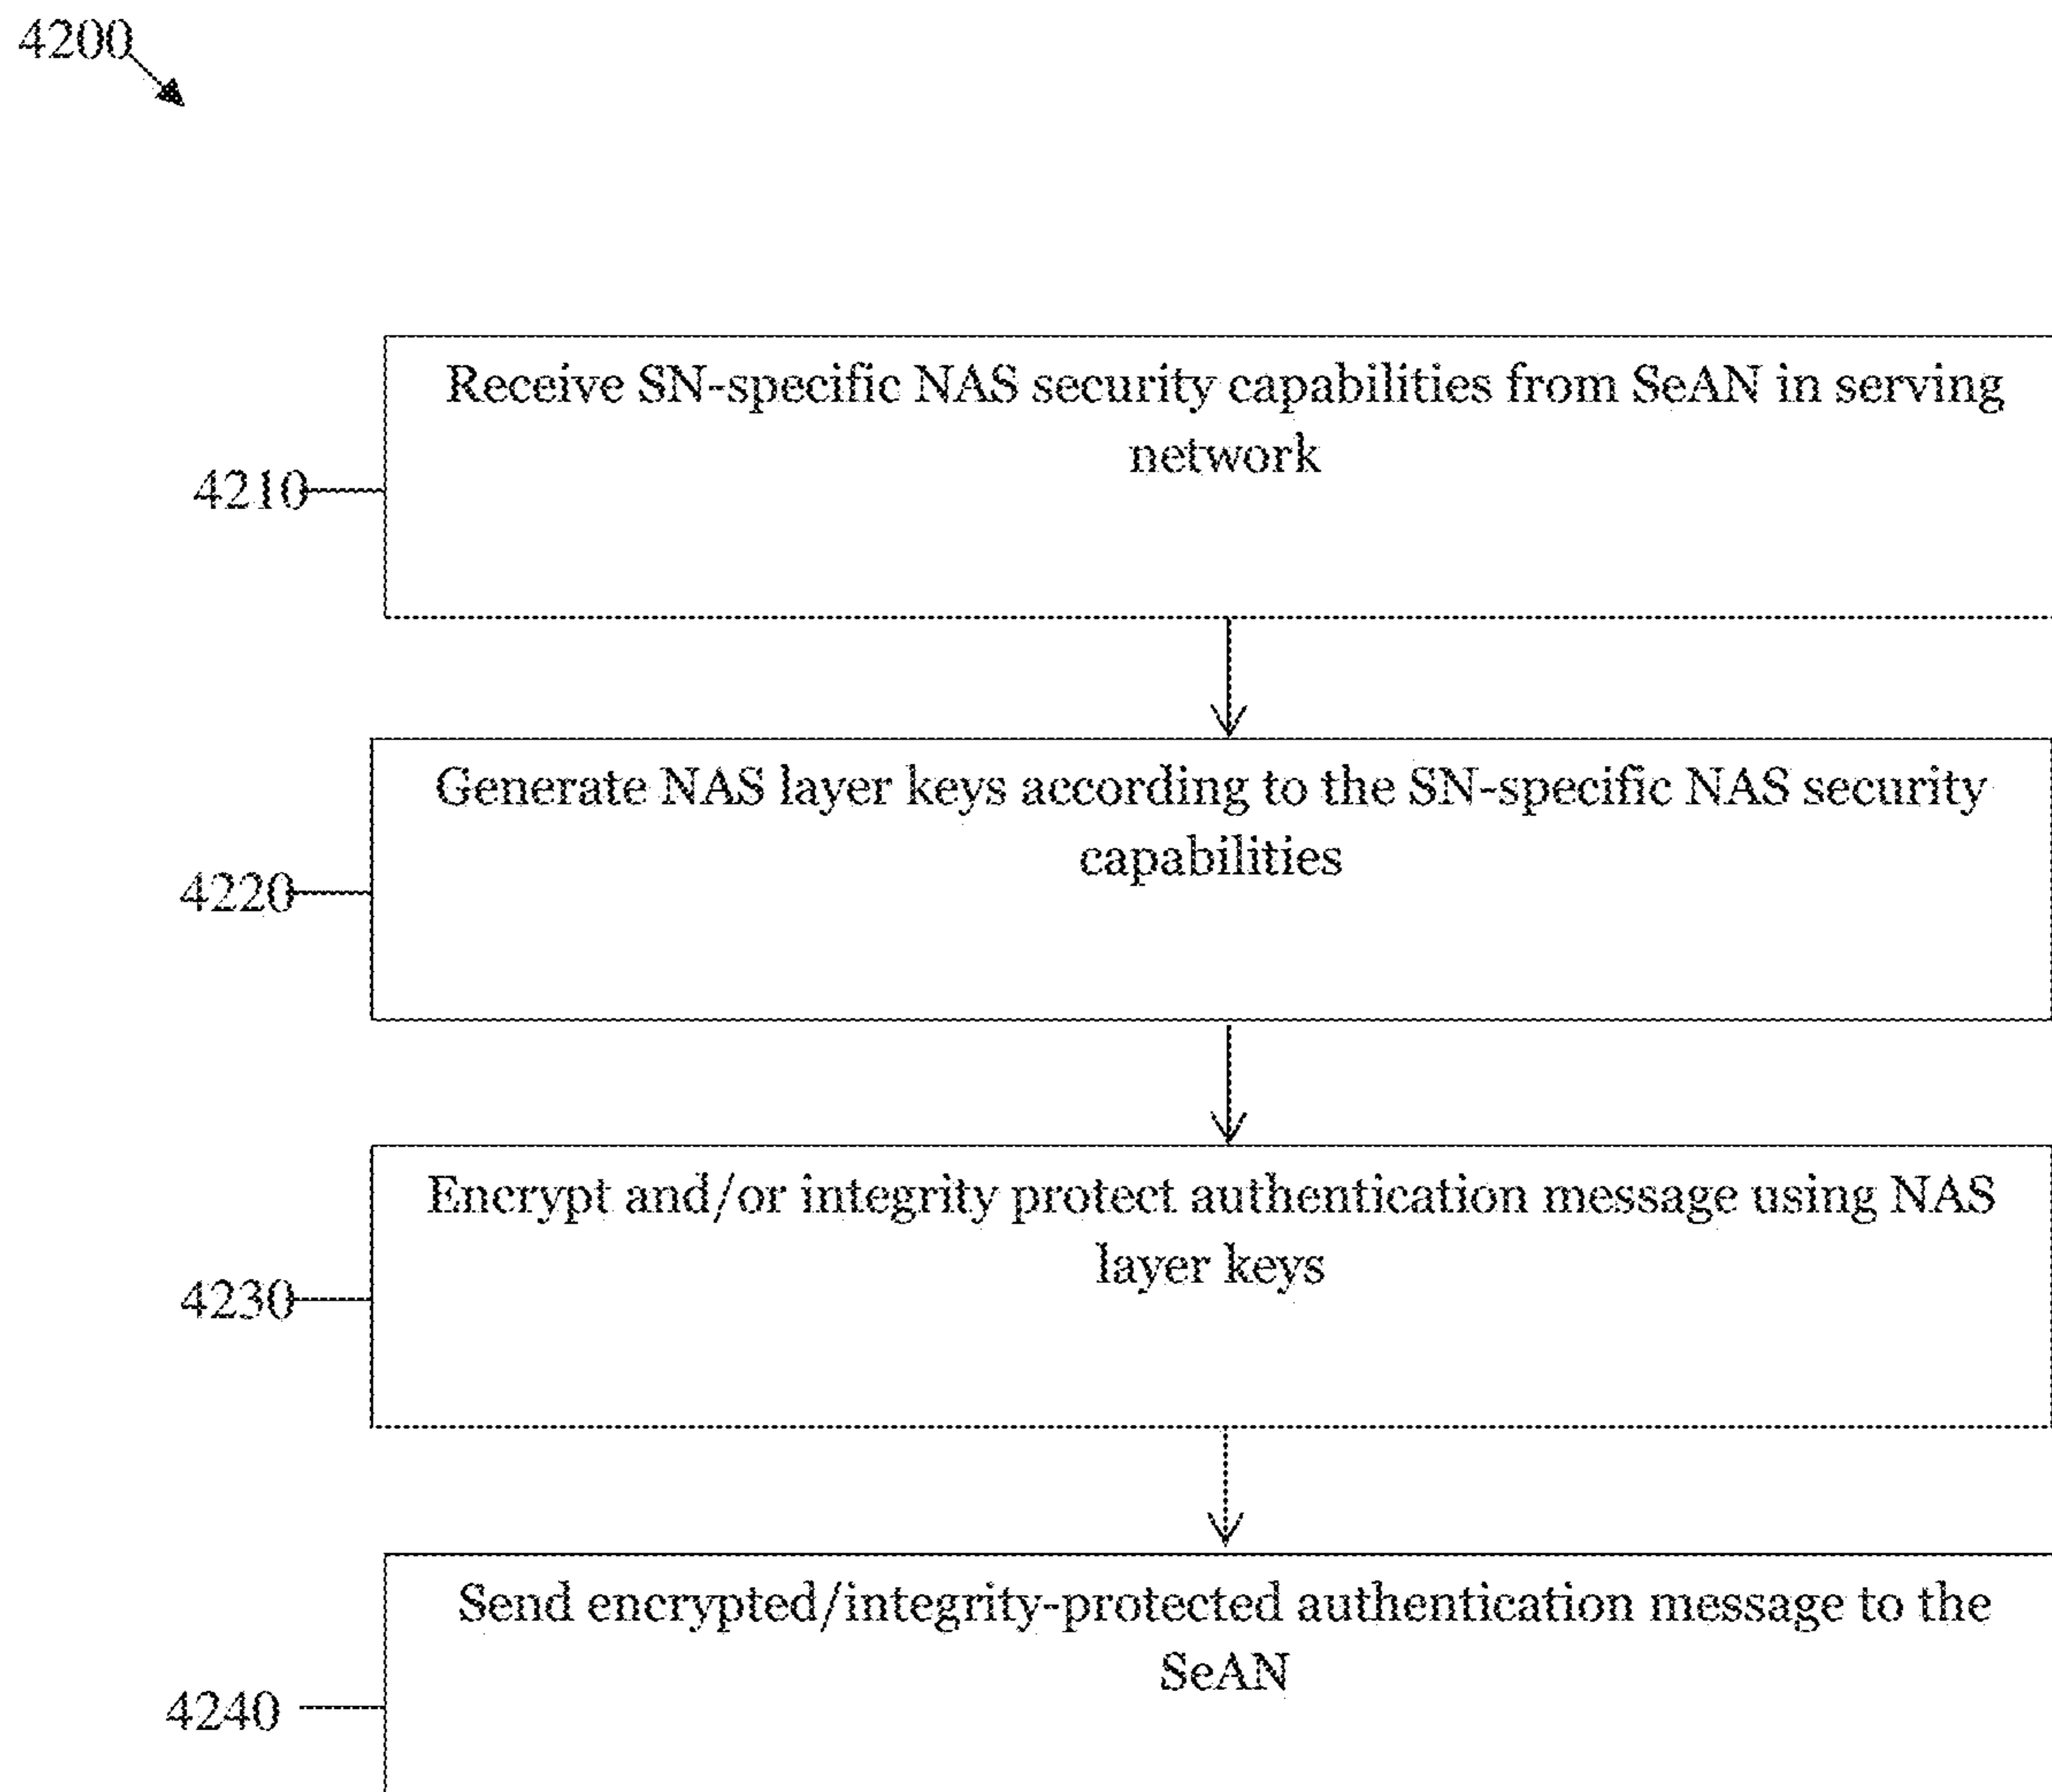 4200
Receive SN-specific NAS security capabilities from SeAN in serving
network
4210
Generate NAS layer keys according to the SN-specific NAS security
capabilities
4220
Encrypt and/or integrity protect authentication message using NAS
layer keys
4230
Send encrypted/integrity-protected authentication message to the
SeAN
4240